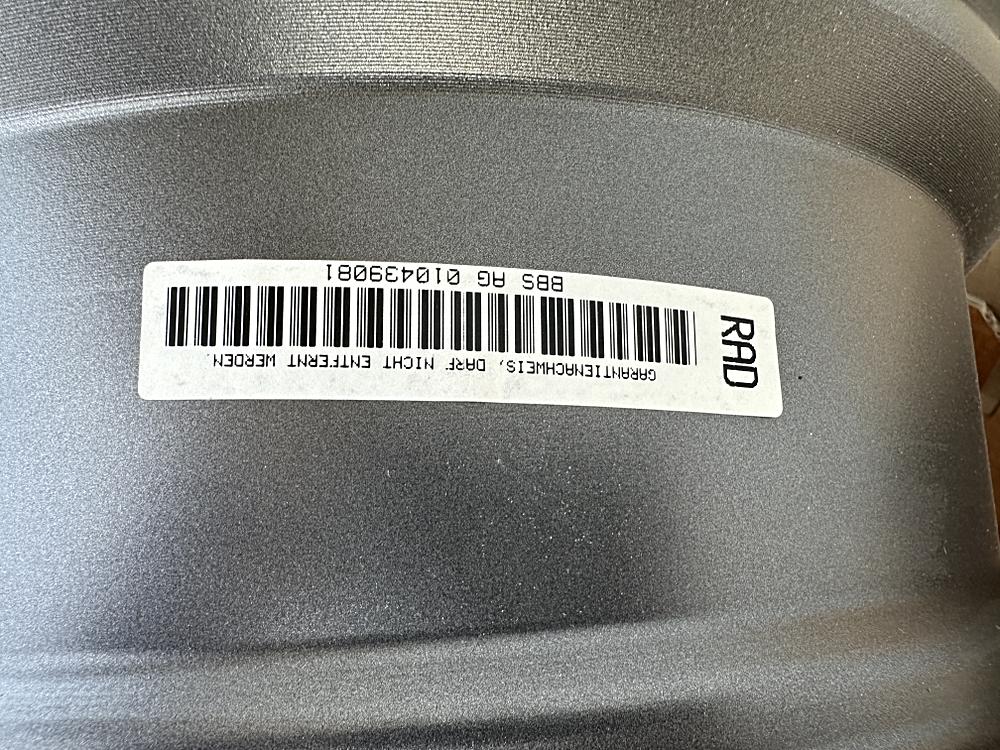 GARANTIENACHWEIS, DARF NICHT ENTFERNT WERDEN.
BBS AG 010439081
RAD